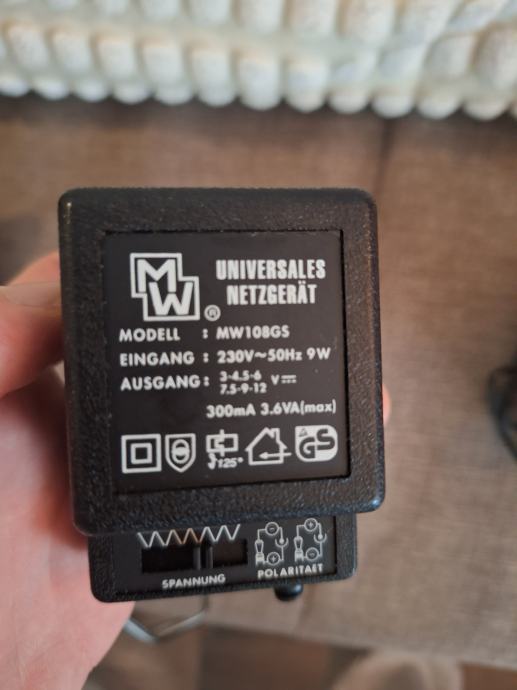 MW®
UNIVERSALES
NETZGERÄT
MODELL : MW108GS
EINGANG : 230V~50Hz 9W
AUSGANG : 3-4.5-6
7.5-9-12 V⎓
300mA 3.6VA(max)
125° GS
SPANNUNG
POLARITAET